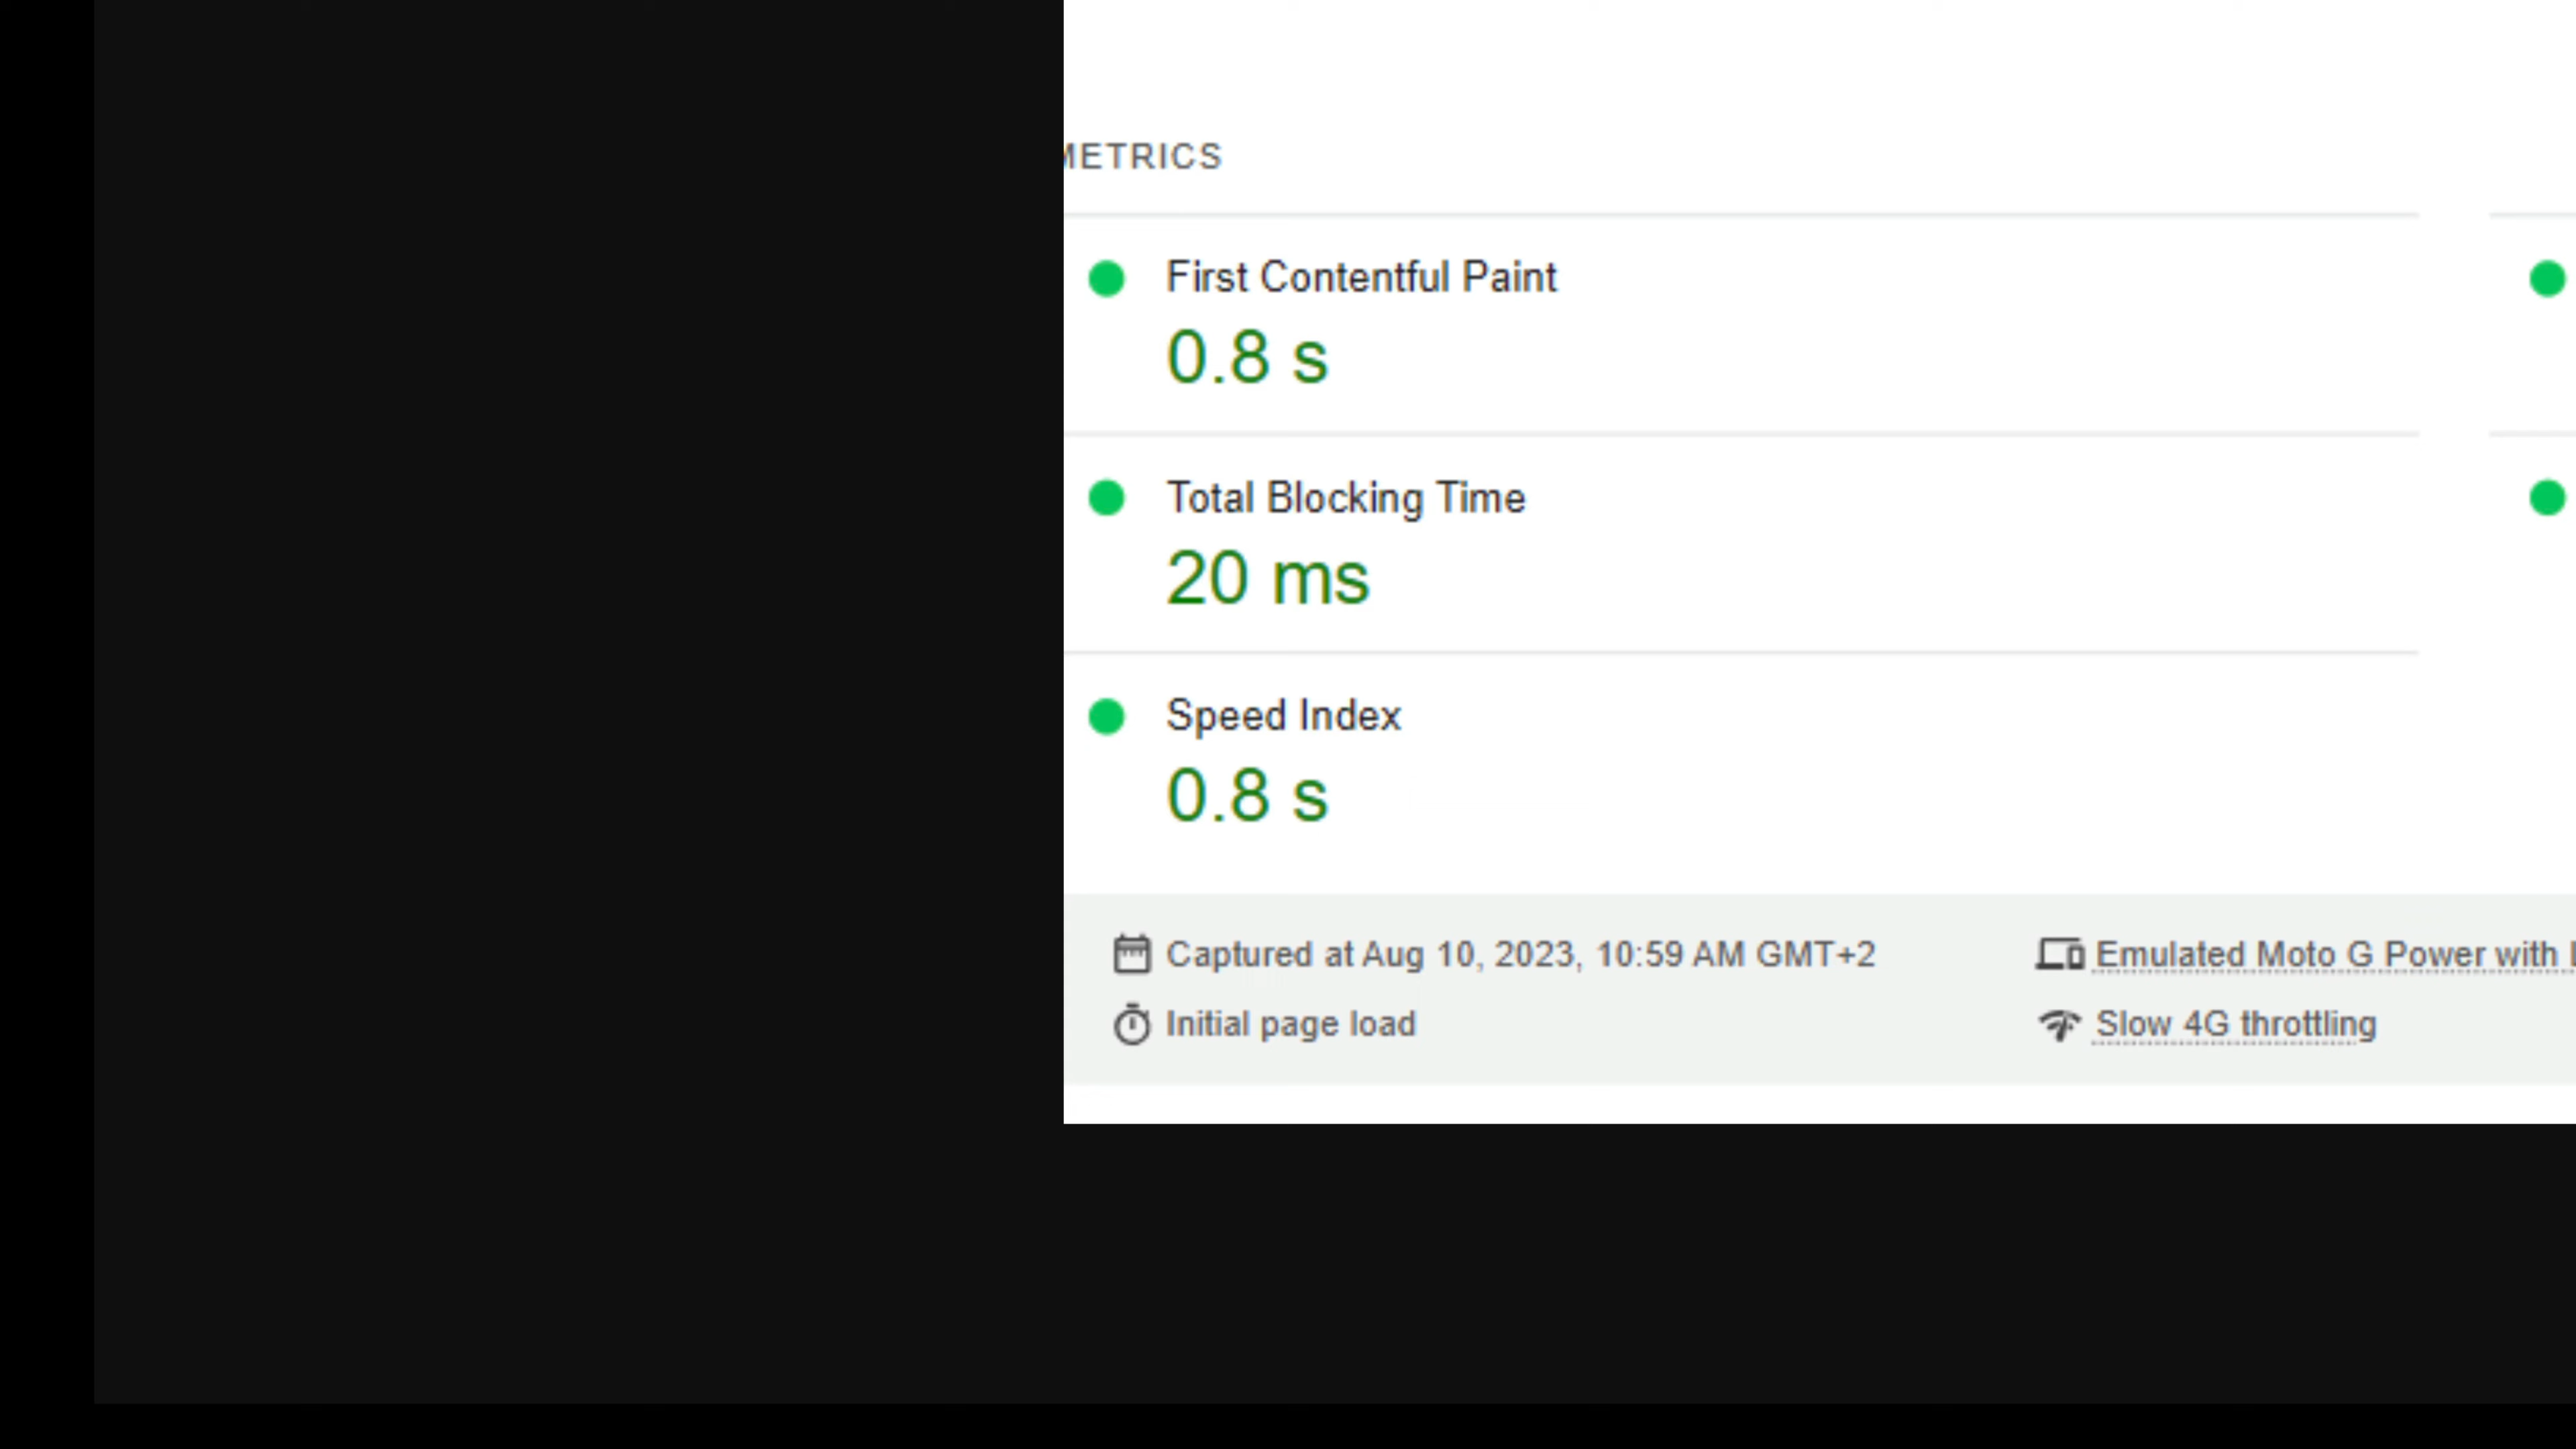 METRICS
First Contentful Paint
0.8 s
Total Blocking Time
20 ms
Speed Index
0.8 s
Captured at Aug 10, 2023, 10:59 AM GMT+2
Emulated Moto G Power with
Initial page load
Slow 4G throttling